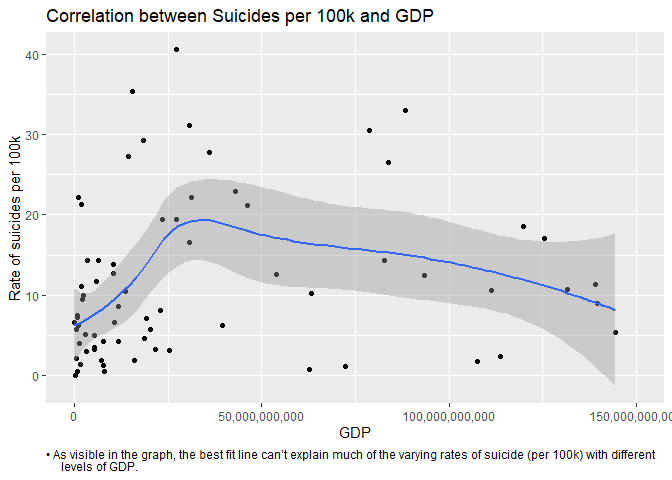 Correlation between Suicides per 100k and GDP
40
30
20
10
0
Rate of suicides per 100k
0
50,000,000,000
100,000,000,000
150,000,000,
GDP
• As visible in the graph, the best fit line can't explain much of the varying rates of suicide (per 100k) with different
levels of GDP.